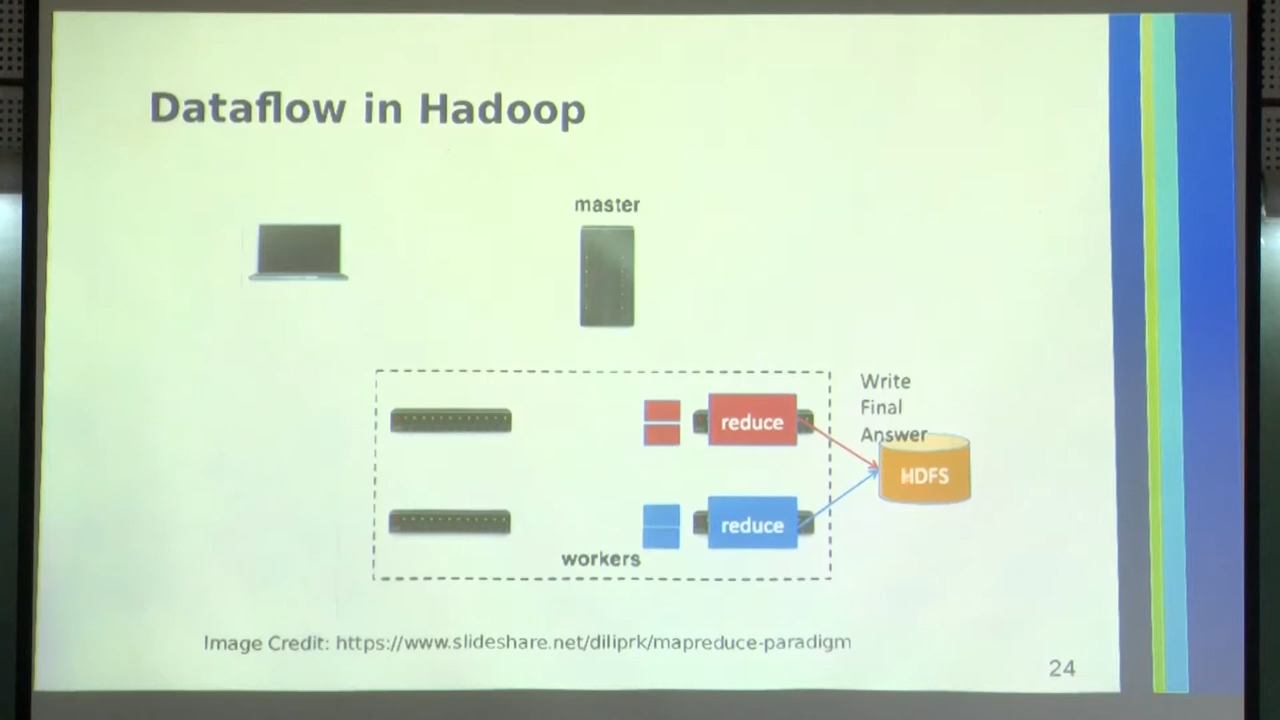 Dataflow in Hadoop
master
Write
Final
Answer
reduce
HDFS
reduce
workers
Image Credit: https://www.slideshare.net/diliprk/mapreduce-paradigm
24